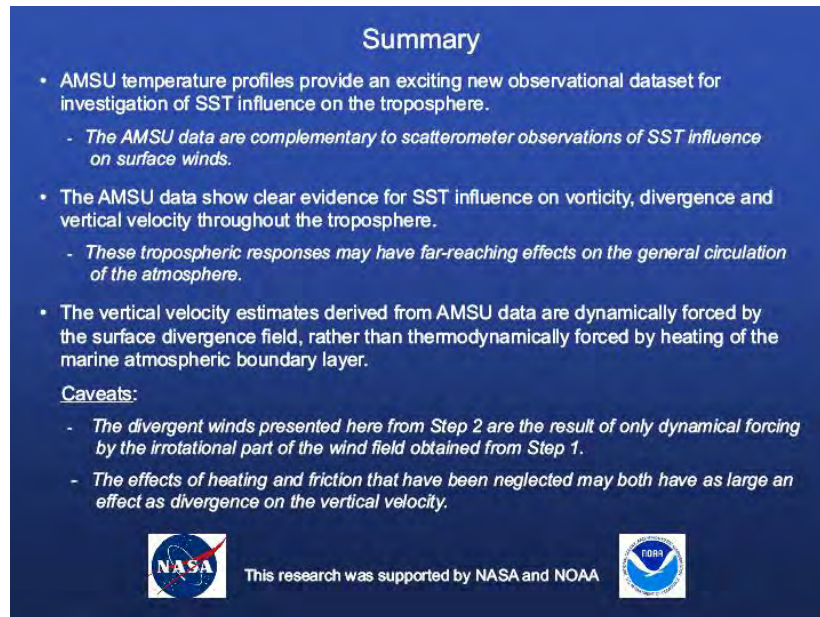 Summary
• AMSU temperature profiles provide an exciting new observational dataset for
investigation of SST influence on the troposphere.
- The AMSU data are complementary to scatterometer observations of SST influence
on surface winds.
• The AMSU data show clear evidence for SST influence on vorticity, divergence and
vertical velocity throughout the troposphere.
- These tropospheric responses may have far-reaching effects on the general circulation
of the atmosphere.
• The vertical velocity estimates derived from AMSU data are dynamically forced by
the surface divergence field, rather than thermodynamically forced by heating of the
marine atmospheric boundary layer.
Caveats:
- The divergent winds presented here from Step 2 are the result of only dynamical forcing
by the irrotational part of the wind field obtained from Step 1.
- The effects of heating and friction that have been neglected may both have as large an
effect as divergence on the vertical velocity.
NASA
This research was supported by NASA and NOAA
NOAA